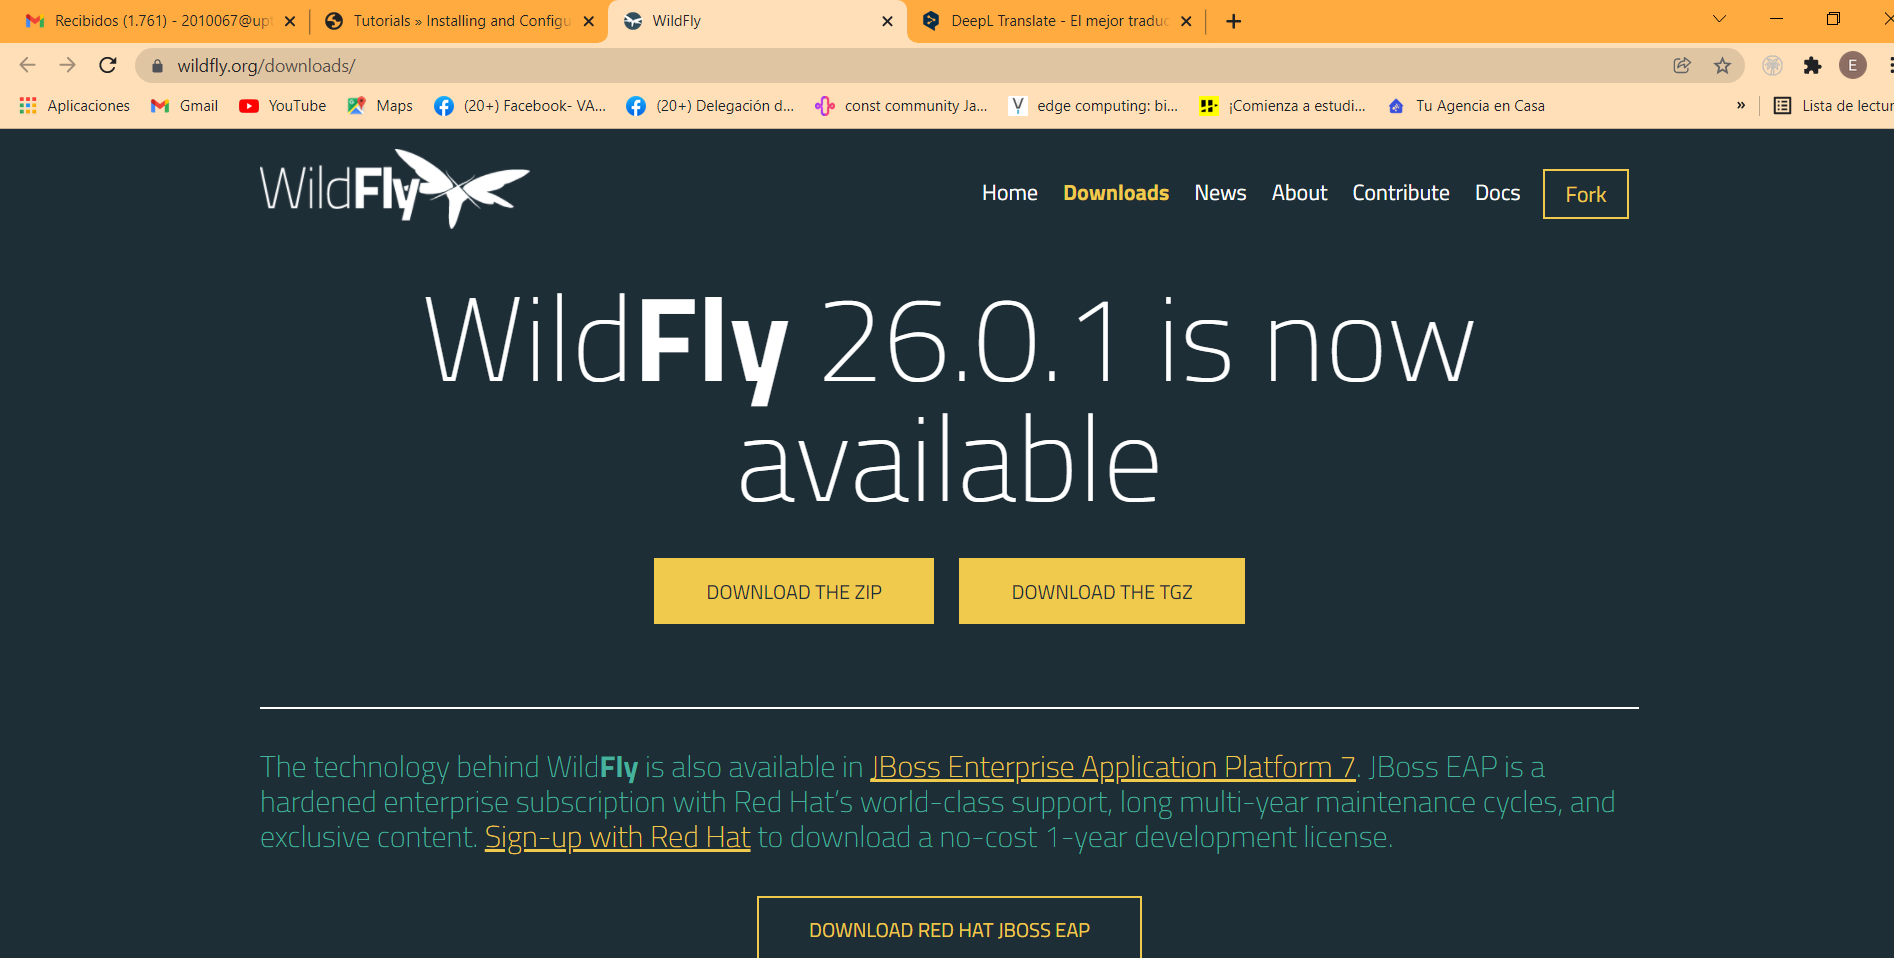 Recibidos (1.761) - 2010067@upt
Tutorials » Installing and Configu
WildFly
DeepL Translate - El mejor traduc
wildfly.org/downloads/
E
Aplicaciones
Gmail
YouTube
Maps
(20+) Facebook- VA...
(20+) Delegación d...
const community Ja...
edge computing: bi...
¡Comienza a estudi...
Tu Agencia en Casa
»
Lista de lectur
WildFly
Home
Downloads
News
About
Contribute
Docs
Fork
WildFly 26.0.1 is now
available
DOWNLOAD THE ZIP
DOWNLOAD THE TGZ
The technology behind WildFly is also available in JBoss Enterprise Application Platform 7. JBoss EAP is a
hardened enterprise subscription with Red Hat's world-class support, long multi-year maintenance cycles, and
exclusive content. Sign-up with Red Hat to download a no-cost 1-year development license.
DOWNLOAD RED HAT JBOSS EAP